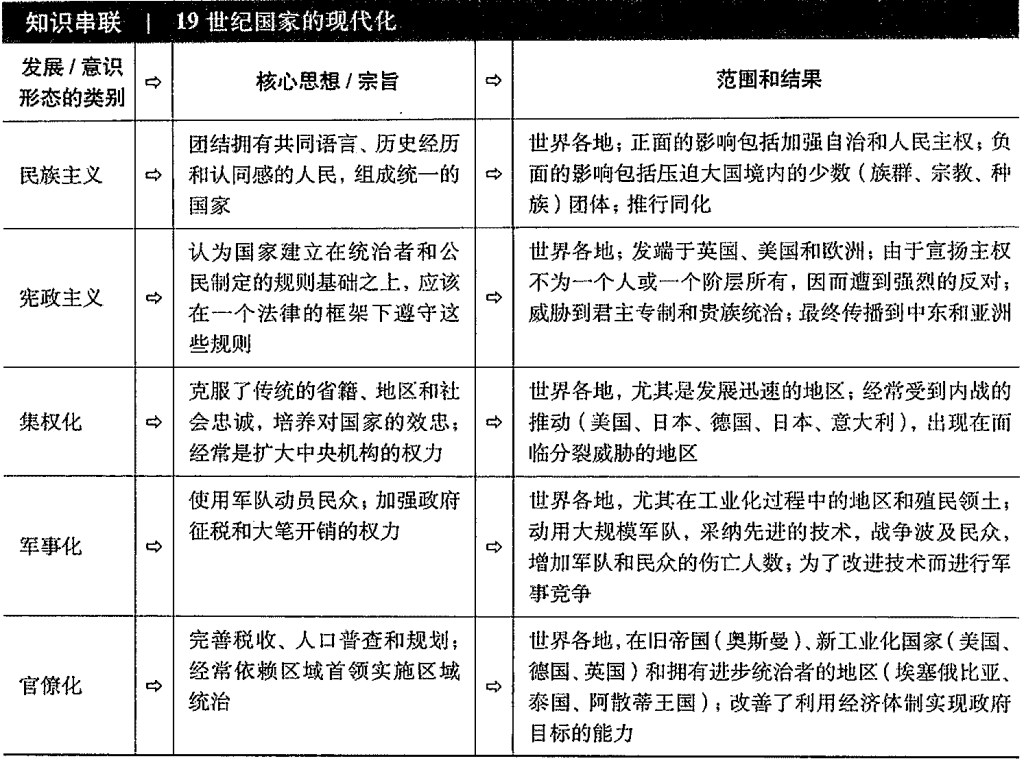 知识串联 | 19 世纪国家的现代化
发展 / 意识
形态的类别
⇨
核心思想 / 宗旨
⇨
范围和结果
民族主义
⇨
团结拥有共同语言、历史经历
和认同感的人民，组成统一的
国家
⇨
世界各地；正面的影响包括加强自治和人民主权；负
面的影响包括压迫大国境内的少数（族群、宗教、种
族）团体；推行同化
宪政主义
⇨
认为国家建立在统治者和公
民制定的规则基础之上，应该
在一个法律的框架下遵守这
些规则
⇨
世界各地；发端于英国、美国和欧洲；由于宣扬主权
不为一个人或一个阶层所有，因而遭到强烈的反对；
威胁到君主专制和贵族统治；最终传播到中东和亚洲
集权化
⇨
克服了传统的省籍、地区和社
会忠诚，培养对国家的效忠；
经常是扩大中央机构的权力
⇨
世界各地，尤其是发展迅速的地区；经常受到内战的
推动（美国、日本、德国、日本、意大利），出现在面
临分裂威胁的地区
军事化
⇨
使用军队动员民众；加强政府
征税和大笔开销的权力
⇨
世界各地，尤其在工业化过程中的地区和殖民领土；
动用大规模军队，采纳先进的技术，战争波及民众，
增加军队和民众的伤亡人数；为了改进技术而进行军
事竞争
官僚化
⇨
完善税收、人口普查和规划；
经常依赖区域首领实施区域
统治
⇨
世界各地，在旧帝国（奥斯曼）、新工业化国家（美国、
德国、英国）和拥有进步统治者的地区（埃塞俄比亚、
泰国、阿散蒂王国）；改善了利用经济体制实现政府
目标的能力